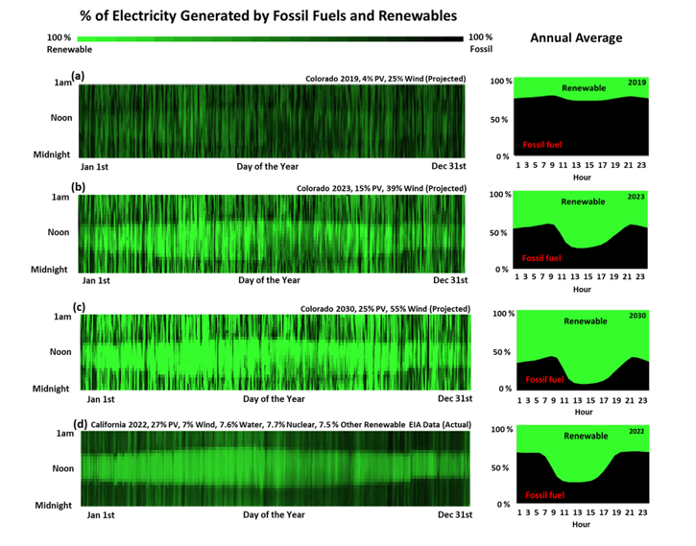 % of Electricity Generated by Fossil Fuels and Renewables
100 % Renewable
100 % Fossil
Annual Average
(a)
Colorado 2019, 4% PV, 25% Wind (Projected)
1am
Noon
Midnight
Jan 1st Day of the Year Dec 31st
100 %
50 %
0 %
Renewable
2019
Fossil fuel
1 3 5 7 9 11 13 15 17 19 21 23
Hour
(b)
Colorado 2023, 15% PV, 39% Wind (Projected)
1am
Noon
Midnight
Jan 1st Day of the Year Dec 31st
100 %
50%
0 %
Renewable
2023
Fossil fuel
1 3 5 7 9 11 13 15 17 19 21 23
Hour
(c)
Colorado 2030, 25% PV, 55% Wind (Projected)
1am
Noon
Midnight
Jan 1st Day of the Year Dec 31st
100 %
50 %
0 %
Renewable
2030
Fossil fuel
1 3 5 7 9 11 13 15 17 19 21 23
Hour
(d) California 2022, 27% PV, 7% Wind, 7.6% Water, 7.7% Nuclear, 7.5% Other Renewable EIA Data (Actual)
1am
Noon
Midnight
Jan 1st Day of the Year Dec 31st
100 %
50 %
0 %
Renewable
2022
Fossil fuel
1 3 5 7 9 11 13 15 17 19 21 23
Hour